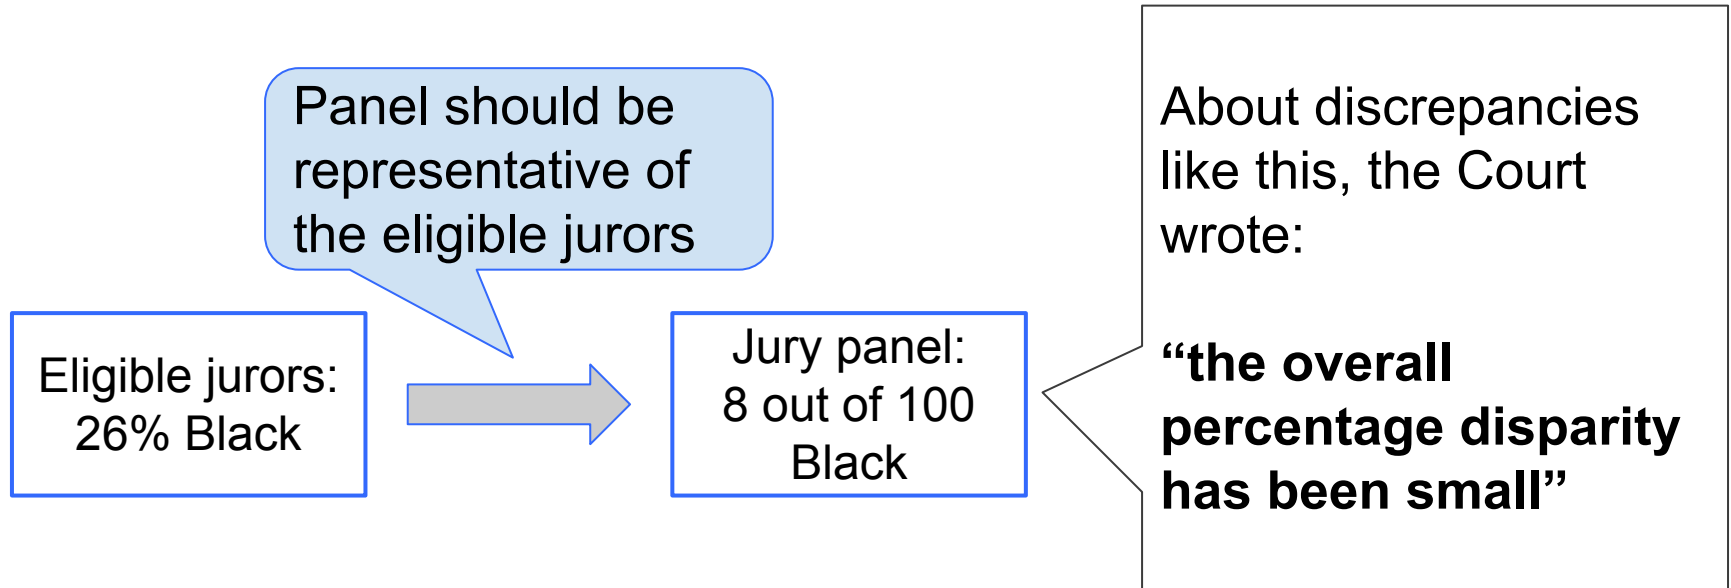 Panel should be
representative of
the eligible jurors
Eligible jurors:
26% Black
Jury panel:
8 out of 100
Black
About discrepancies
like this, the Court
wrote:
“the overall
percentage disparity
has been small”